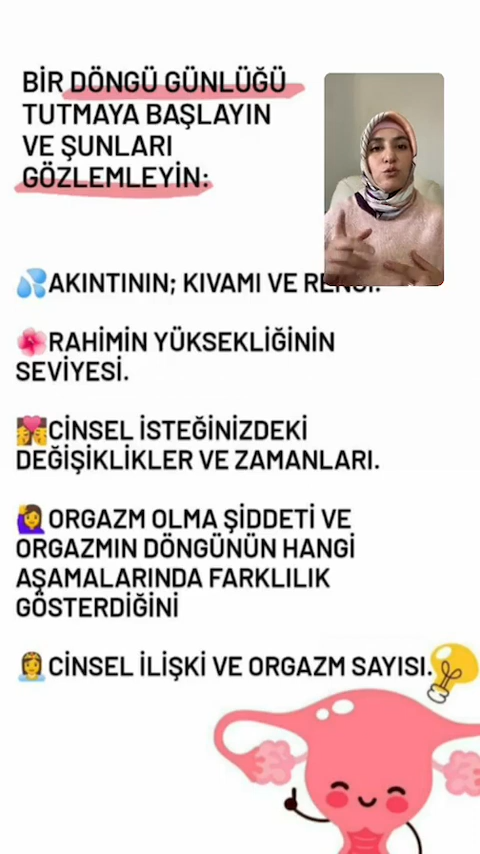 BİR DÖNGÜ GÜNLÜĞÜ
TUTMAYA BAŞLAYIN
VE ŞUNLARI
GÖZLEMLEYİN:
💦AKINTININ; KIVAMI VE RENGİ.
🌺RAHİMİN YÜKSEKLİĞİNİN
SEVİYESİ.
👩‍❤️‍💋‍👨CİNSEL İSTEĞİNİZDEKİ
DEĞİŞİKLİKLER VE ZAMANLARI.
🙋‍♀️ORGAZM OLMA ŞİDDETİ VE
ORGAZMIN DÖNGÜNÜN HANGİ
AŞAMALARINDA FARKLILIK
GÖSTERDİĞİNİ
👸CİNSEL İLİŞKİ VE ORGAZM SAYISI.